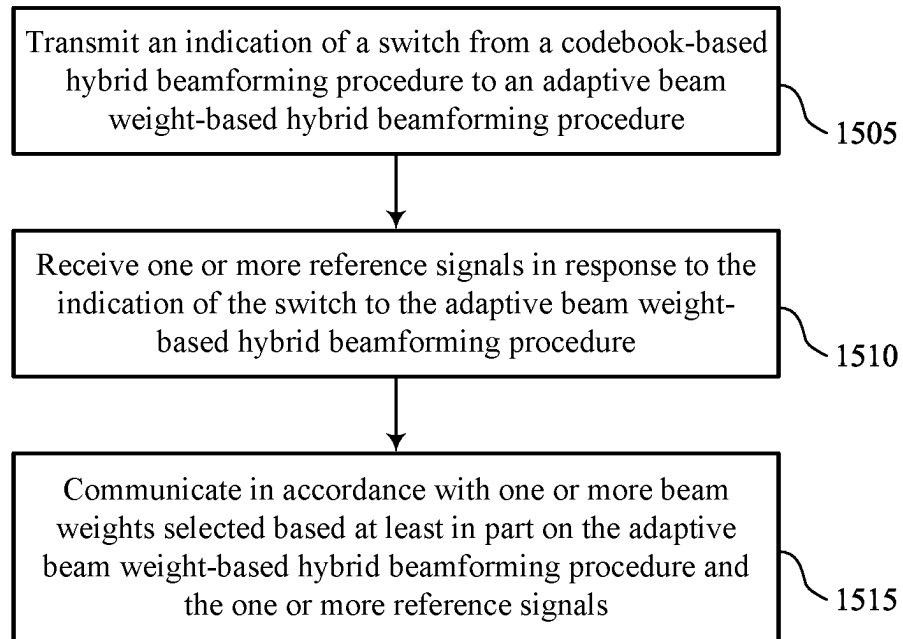 Transmit an indication of a switch from a codebook-based
hybrid beamforming procedure to an adaptive beam
weight-based hybrid beamforming procedure
1505
Receive one or more reference signals in response to the
indication of the switch to the adaptive beam weight-
based hybrid beamforming procedure
1510
Communicate in accordance with one or more beam
weights selected based at least in part on the adaptive
beam weight-based hybrid beamforming procedure and
the one or more reference signals
1515